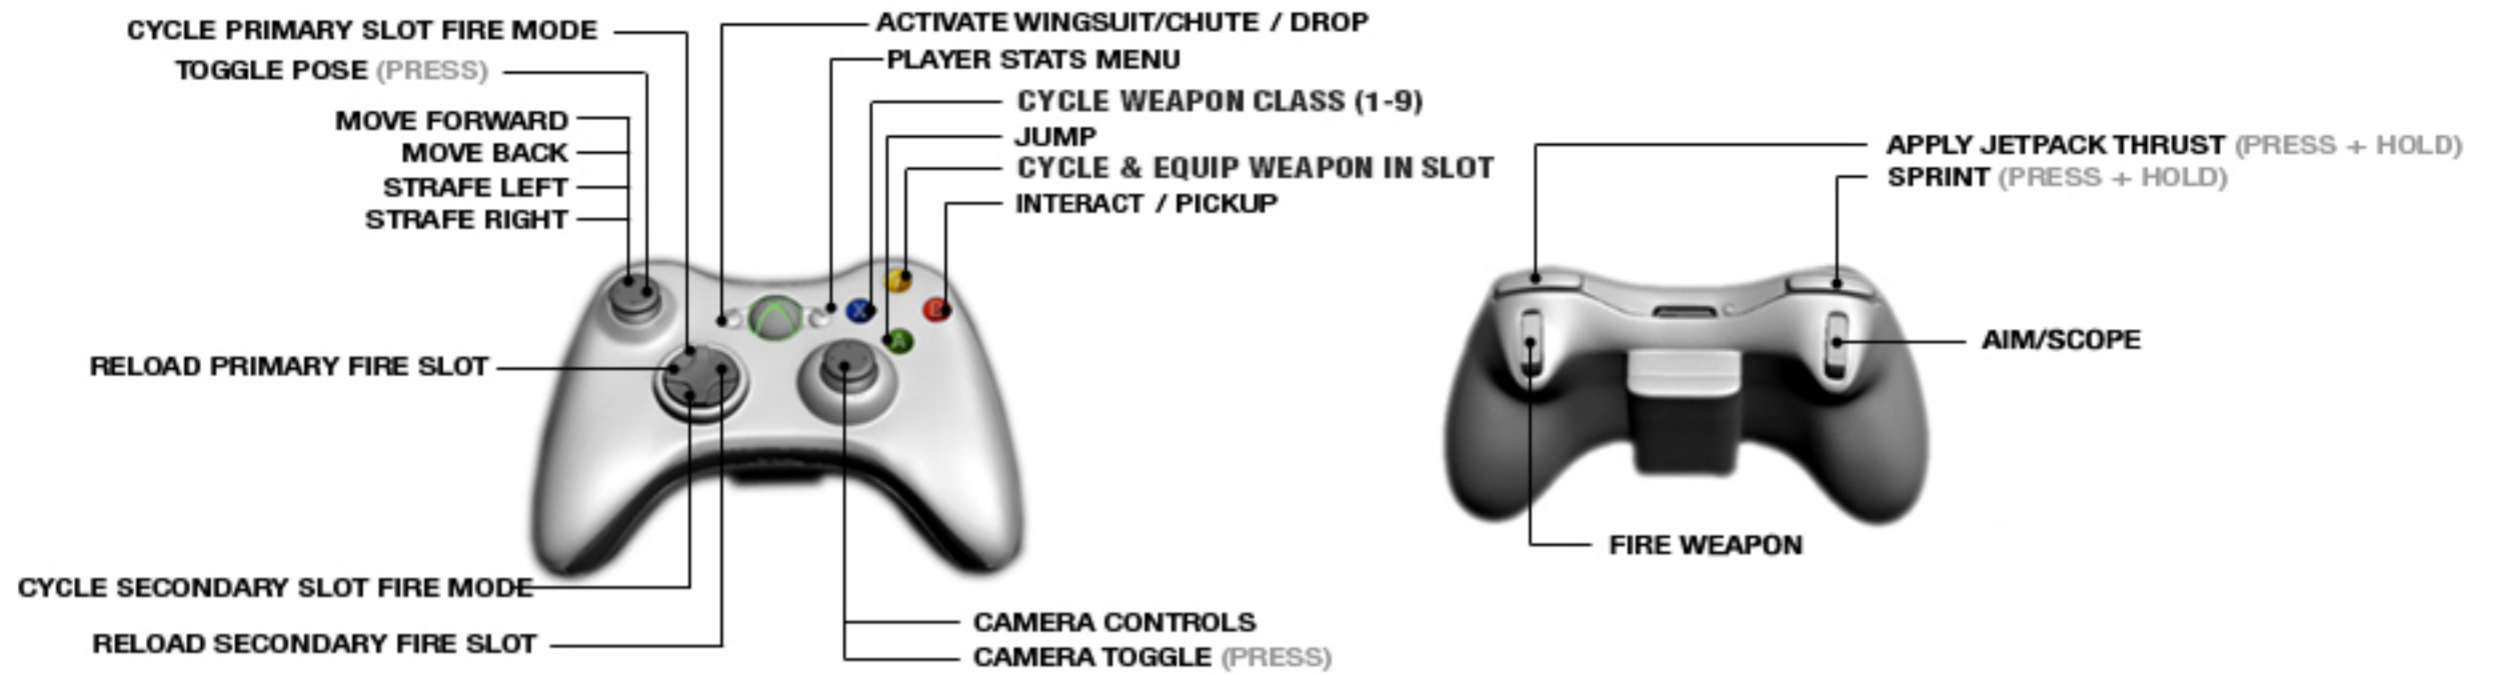 CYCLE PRIMARY SLOT FIRE MODE
TOGGLE POSE (PRESS)
MOVE FORWARD
MOVE BACK
STRAFE LEFT
STRAFE RIGHT
RELOAD PRIMARY FIRE SLOT
CYCLE SECONDARY SLOT FIRE MODE
RELOAD SECONDARY FIRE SLOT
ACTIVATE WINGSUIT/CHUTE / DROP
PLAYER STATS MENU
CYCLE WEAPON CLASS (1-9)
JUMP
CYCLE & EQUIP WEAPON IN SLOT
INTERACT / PICKUP
X
B
A
CAMERA CONTROLS
CAMERA TOGGLE (PRESS)
APPLY JETPACK THRUST (PRESS + HOLD)
SPRINT (PRESS + HOLD)
AIM/SCOPE
FIRE WEAPON